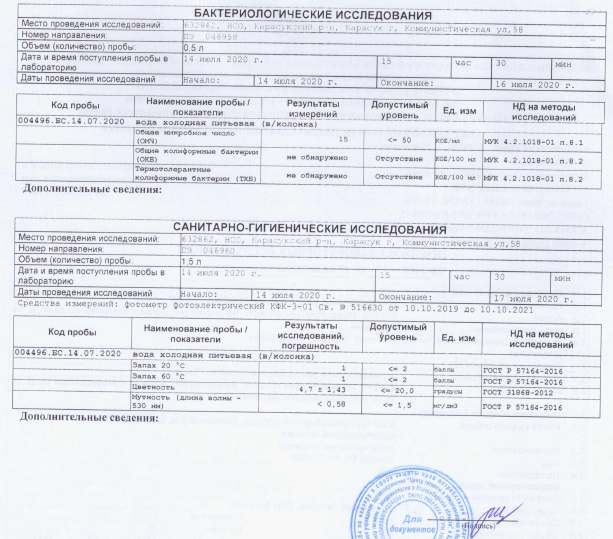 БАКТЕРИОЛОГИЧЕСКИЕ ИССЛЕДОВАНИЯ
Место проведения исследований: 632862, НСО, Карасукский р-н, Карасук г, Коммунистическая ул,58
Номер направления: ПЭ 046958
Объем (количество) пробы: 0,5 л
Дата и время поступления пробы в лабораторию 14 июля 2020 г. 15 час 30 мин
Даты проведения исследований Начало: 14 июля 2020 г. Окончание: 16 июля 2020 г.
Код пробы Наименование пробы / показатели Результаты измерений Допустимый уровень Ед. изм НД на методы исследований
004496.БС.14.07.2020 вода холодная питьевая (в/колонка)
Общее микробное число (ОМЧ) 15 <= 50 КОЕ/мл МУК 4.2.1018-01 п.8.1
Общие колиформные бактерии (ОКБ) не обнаружено Отсутствие КОЕ/100 мл МУК 4.2.1018-01 п.8.2
Термотолерантные колиформные бактерии (ТКБ) не обнаружено Отсутствие КОЕ/100 мл МУК 4.2.1018-01 п.8.2
Дополнительные сведения:
САНИТАРНО-ГИГИЕНИЧЕСКИЕ ИССЛЕДОВАНИЯ
Место проведения исследований: 632862, НСО, Карасукский р-н, Карасук г, Коммунистическая ул,58
Номер направления: ПЭ 046960
Объем (количество) пробы: 1,5 л
Дата и время поступления пробы в лабораторию 14 июля 2020 г. 15 час 30 мин
Даты проведения исследований Начало: 14 июля 2020 г. Окончание: 17 июля 2020 г.
Средства измерений: фотометр фотоэлектрический КФК-3-01 Св. № 516630 от 10.10.2019 до 10.10.2021
Код пробы Наименование пробы / показатели Результаты исследований, погрешность Допустимый уровень Ед. изм НД на методы исследований
004496.БС.14.07.2020 вода холодная питьевая (в/колонка)
Запах 20 °С 1 <= 2 баллы ГОСТ Р 57164-2016
Запах 60 °С 1 <= 2 баллы ГОСТ Р 57164-2016
Цветность 4,7 ± 1,43 <= 20,0 градусы ГОСТ 31868-2012
Мутность (длина волны - 530 нм) < 0,58 <= 1,5 мг/дм3 ГОСТ Р 57164-2016
Дополнительные сведения:
Для документов
(Подпись)